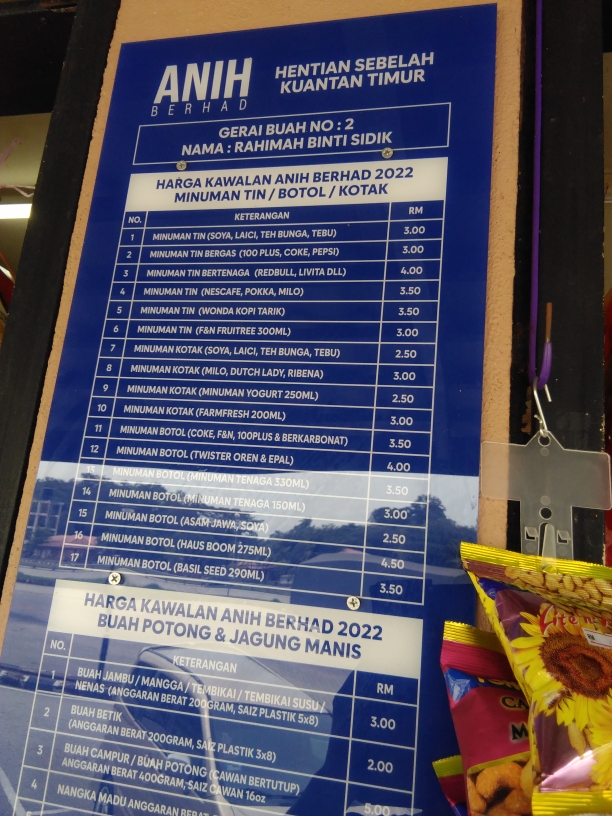 ANIH
BERHAD
HENTIAN SEBELAH
KUANTAN TIMUR
GERAI BUAH NO : 2
NAMA : RAHIMAH BINTI SIDIK
HARGA KAWALAN ANIH BERHAD 2022
MINUMAN TIN / BOTOL / KOTAK
NO. KETERANGAN RM
1 MINUMAN TIN (SOYA, LAICI, TEH BUNGA, TEBU) 3.00
2 MINUMAN TIN BERGAS (100 PLUS, COKE, PEPSI) 3.00
3 MINUMAN TIN BERTENAGA (REDBULL, LIVITA DLL) 4.00
4 MINUMAN TIN (NESCAFE, POKKA, MILO) 3.50
5 MINUMAN TIN (WONDA KOPI TARIK) 3.50
6 MINUMAN TIN (F&N FRUITREE 300ML) 3.00
7 MINUMAN KOTAK (SOYA, LAICI, TEH BUNGA, TEBU) 2.50
8 MINUMAN KOTAK (MILO, DUTCH LADY, RIBENA) 3.00
9 MINUMAN KOTAK (MINUMAN YOGURT 250ML) 2.50
10 MINUMAN KOTAK (FARMFRESH 200ML) 3.00
11 MINUMAN BOTOL (COKE, F&N, 100PLUS & BERKARBONAT) 3.50
12 MINUMAN BOTOL (TWISTER OREN & EPAL) 4.00
13 MINUMAN BOTOL (MINUMAN TENAGA 330ML) 3.50
14 MINUMAN BOTOL (MINUMAN TENAGA 150ML) 3.00
15 MINUMAN BOTOL (ASAM JAWA, SOYA) 2.50
16 MINUMAN BOTOL (HAUS BOOM 275ML) 4.50
17 MINUMAN BOTOL (BASIL SEED 290ML) 3.50
HARGA KAWALAN ANIH BERHAD 2022
BUAH POTONG & JAGUNG MANIS
NO. KETERANGAN RM
1 BUAH JAMBU / MANGGA / TEMBIKAI / TEMBIKAI SUSU /
NENAS (ANGGARAN BERAT 200GRAM, SAIZ PLASTIK 5x8) 3.00
2 BUAH BETIK
(ANGGARAN BERAT 200GRAM, SAIZ PLASTIK 3x8) 2.00
3 BUAH CAMPUR / BUAH POTONG (CAWAN BERTUTUP)
ANGGARAN BERAT 400GRAM, SAIZ CAWAN 16oz 5.00
4 NANGKA MADU ANGGARAN BERAT